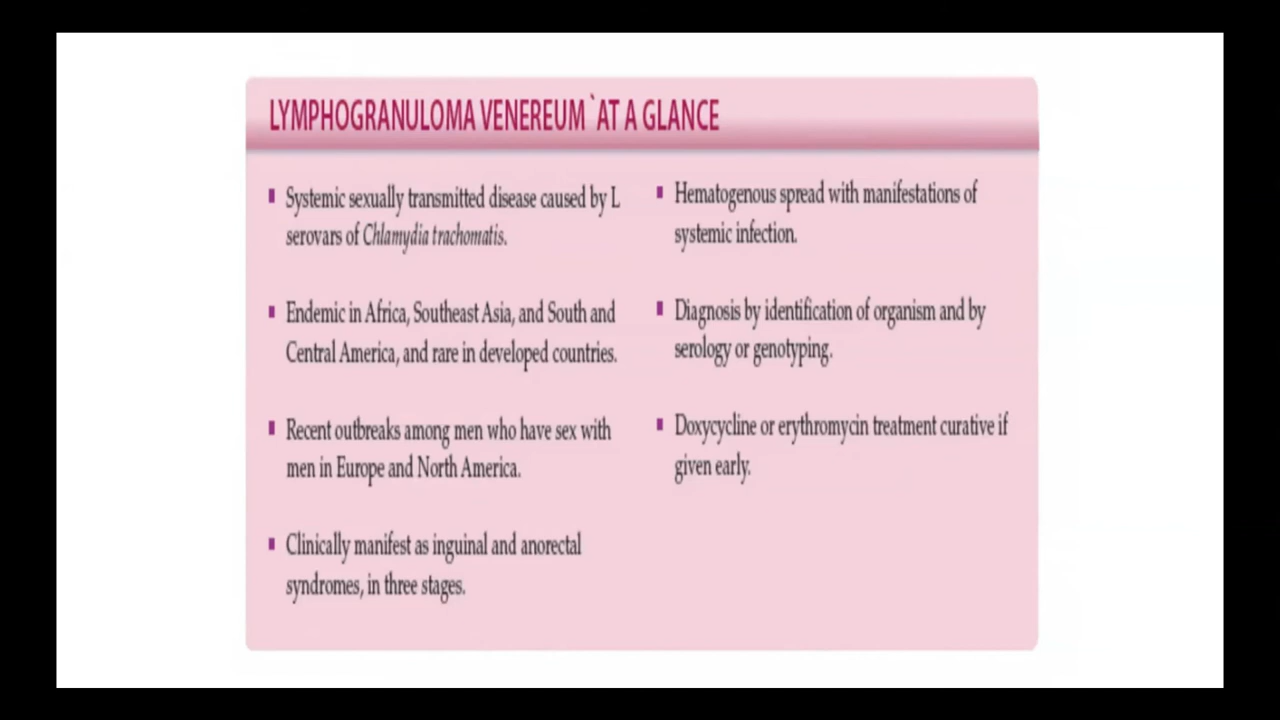 LYMPHOGRANULOMA VENEREUM `AT A GLANCE
Systemic sexually transmitted disease caused by L
serovars of Chlamydia trachomatis.
Endemic in Africa, Southeast Asia, and South and
Central America, and rare in developed countries.
Recent outbreaks among men who have sex with
men in Europe and North America.
Clinically manifest as inguinal and anorectal
syndromes, in three stages.
Hematogenous spread with manifestations of
systemic infection.
Diagnosis by identification of organism and by
serology or genotyping.
Doxycycline or erythromycin treatment curative if
given early.